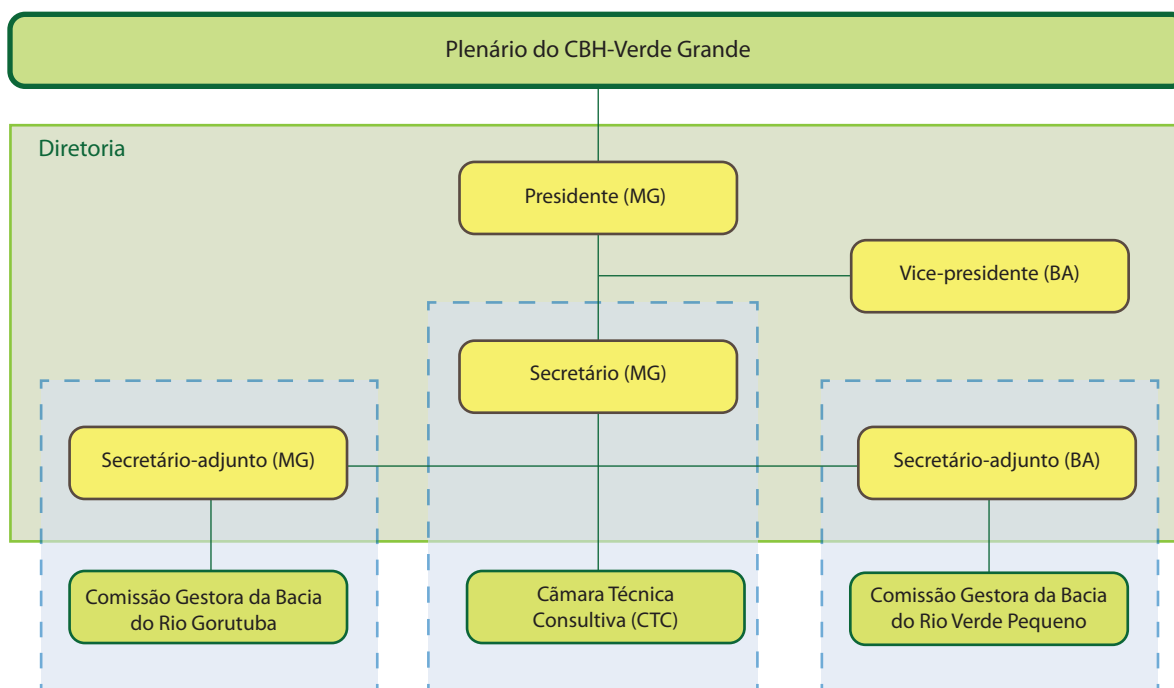 Plenário do CBH-Verde Grande
Diretoria
Presidente (MG)
Vice-presidente (BA)
Secretário (MG)
Secretário-adjunto (MG)
Secretário-adjunto (BA)
Comissão Gestora da Bacia
do Rio Gorutuba
Cãmara Técnica
Consultiva (CTC)
Comissão Gestora da Bacia
do Rio Verde Pequeno